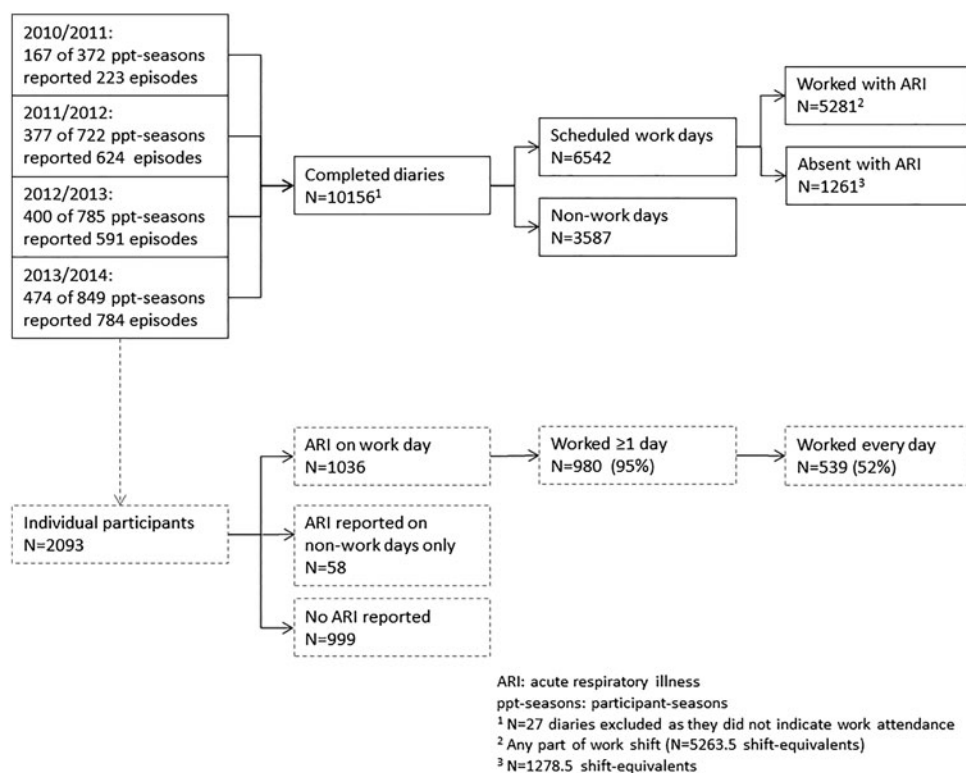 2010/2011:
167 of 372 ppt-seasons
reported 223 episodes
2011/2012:
377 of 722 ppt-seasons
reported 624 episodes
2012/2013:
400 of 785 ppt-seasons
reported 591 episodes
2013/2014:
474 of 849 ppt-seasons
reported 784 episodes
Completed diaries
N=10156¹
Scheduled work days
N=6542
Non-work days
N=3587
Worked with ARI
N=5281²
Absent with ARI
N=1261³
Individual participants
N=2093
ARI on work day
N=1036
ARI reported on
non-work days only
N=58
No ARI reported
N=999
Worked ≥1 day
N=980 (95%)
Worked every day
N=539 (52%)
ARI: acute respiratory illness
ppt-seasons: participant-seasons
¹ N=27 diaries excluded as they did not indicate work attendance
² Any part of work shift (N=5263.5 shift-equivalents)
³ N=1278.5 shift-equivalents